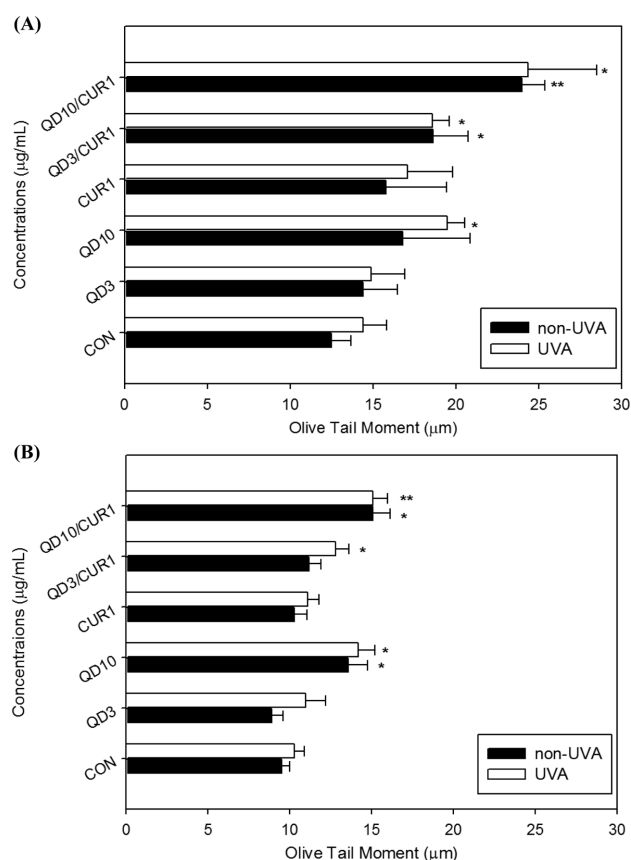 (A)
Concentrations (μg/mL)
QD10/CUR1
*
**
QD3/CUR1
*
*
CUR1
QD10
*
QD3
CON
non-UVA
UVA
0 5 10 15 20 25 30
Olive Tail Moment (μm)
(B)
Concentraions (μg/mL)
QD10/CUR1
**
*
QD3/CUR1
*
CUR1
QD10
*
*
QD3
CON
non-UVA
UVA
0 5 10 15 20 25 30
Olive Tail Moment (μm)